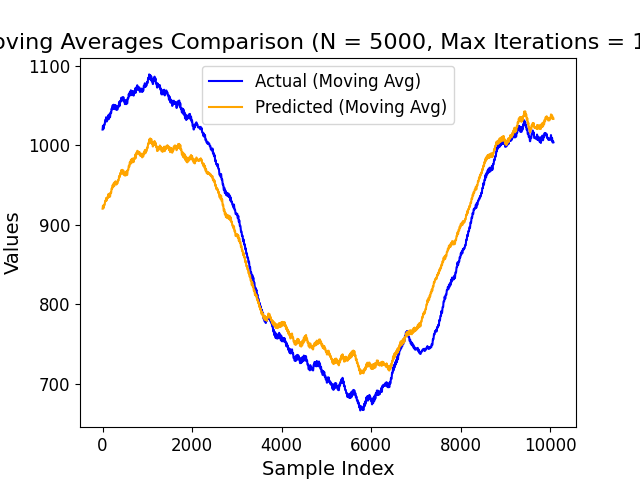 oving Averages Comparison (N = 5000, Max Iterations = 1
Actual (Moving Avg)
Predicted (Moving Avg)
1100
1000
900
800
700
Values
0 2000 4000 6000 8000 10000
Sample Index